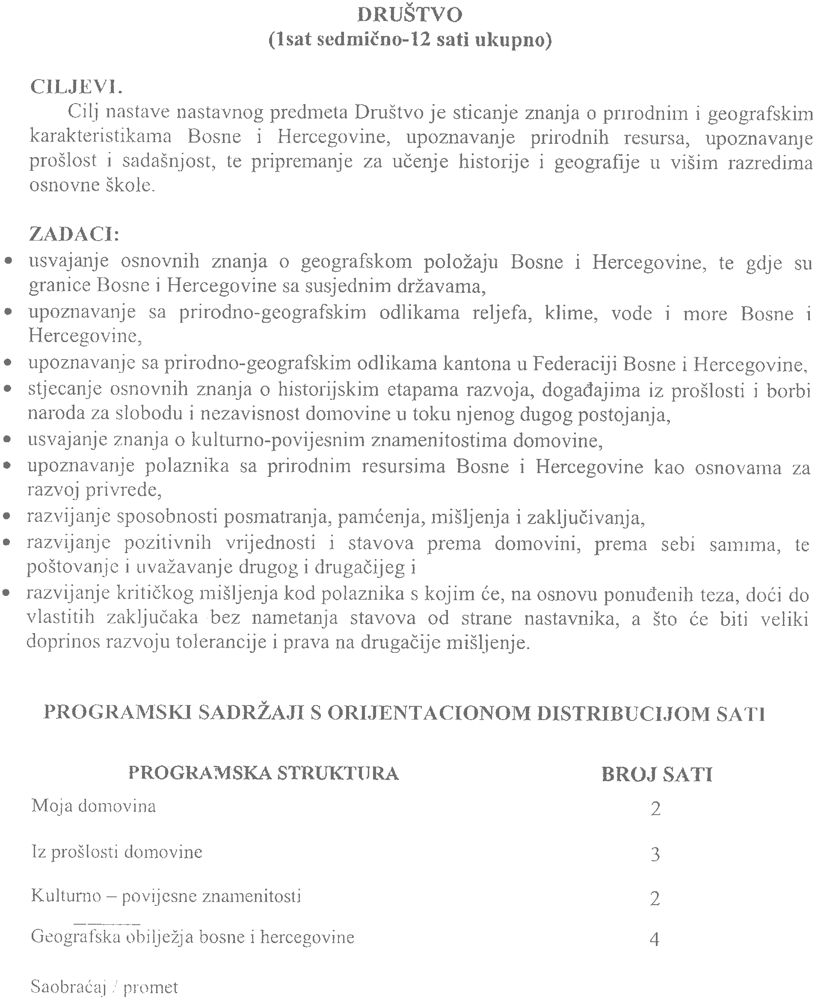 DRUŠTVO
(1sat sedmično-12 sati ukupno)
CILJEVI.
Cilj nastave nastavnog predmeta Društvo je sticanje znanja o prirodnim i geografskim
karakteristikama Bosne i Hercegovine, upoznavanje prirodnih resursa, upoznavanje
prošlost i sadašnjost, te pripremanje za učenje historije i geografije u višim razredima
osnovne škole.
ZADACI:
• usvajanje osnovnih znanja o geografskom položaju Bosne i Hercegovine, te gdje su
granice Bosne i Hercegovine sa susjednim državama,
• upoznavanje sa prirodno-geografskim odlikama reljefa, klime, vode i more Bosne i
Hercegovine,
• upoznavanje sa prirodno-geografskim odlikama kantona u Federaciji Bosne i Hercegovine,
• stjecanje osnovnih znanja o historijskim etapama razvoja, događajima iz prošlosti i borbi
naroda za slobodu i nezavisnost domovine u toku njenog dugog postojanja,
• usvajanje znanja o kulturno-povijesnim znamenitostima domovine,
• upoznavanje polaznika sa prirodnim resursima Bosne i Hercegovine kao osnovama za
razvoj privrede,
• razvijanje sposobnosti posmatranja, pamćenja, mišljenja i zaključivanja,
• razvijanje pozitivnih vrijednosti i stavova prema domovini, prema sebi samima, te
poštovanje i uvažavanje drugog i drugačijeg i
• razvijanje kritičkog mišljenja kod polaznika s kojim će, na osnovu ponuđenih teza, doći do
vlastitih zaključaka bez nametanja stavova od strane nastavnika, a što će biti veliki
doprinos razvoju tolerancije i prava na drugačije mišljenje.
PROGRAMSKI SADRŽAJI S ORIJENTACIONOM DISTRIBUCIJOM SATI
PROGRAMSKA STRUKTURA BROJ SATI
Moja domovina 2
Iz prošlosti domovine 3
Kulturno – povijesne znamenitosti 2
Geografska obilježja bosne i hercegovine 4
Saobraćaj / promet